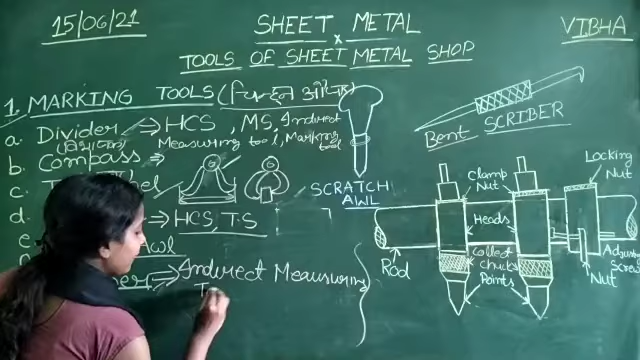 15/06/21
SHEET METAL
VIBHA
TOOLS OF SHEET METAL SHOP
1. MARKING TOOLS (चिन्हन औजार)
a. Divider ⇒ HCS, MS, Indirect
Measuring tool, Marking tool
b. Compass ⇒
c.
d. ⇒ HCS, T.S
e. Awl
⇒ Indirect Measuring
T
SCRATCH
AWL
Bent SCRIBER
Clamp
Nut
Locking
Nut
Heads
Rod
Collect
chucks
Points
Nut
Adjust
Screw